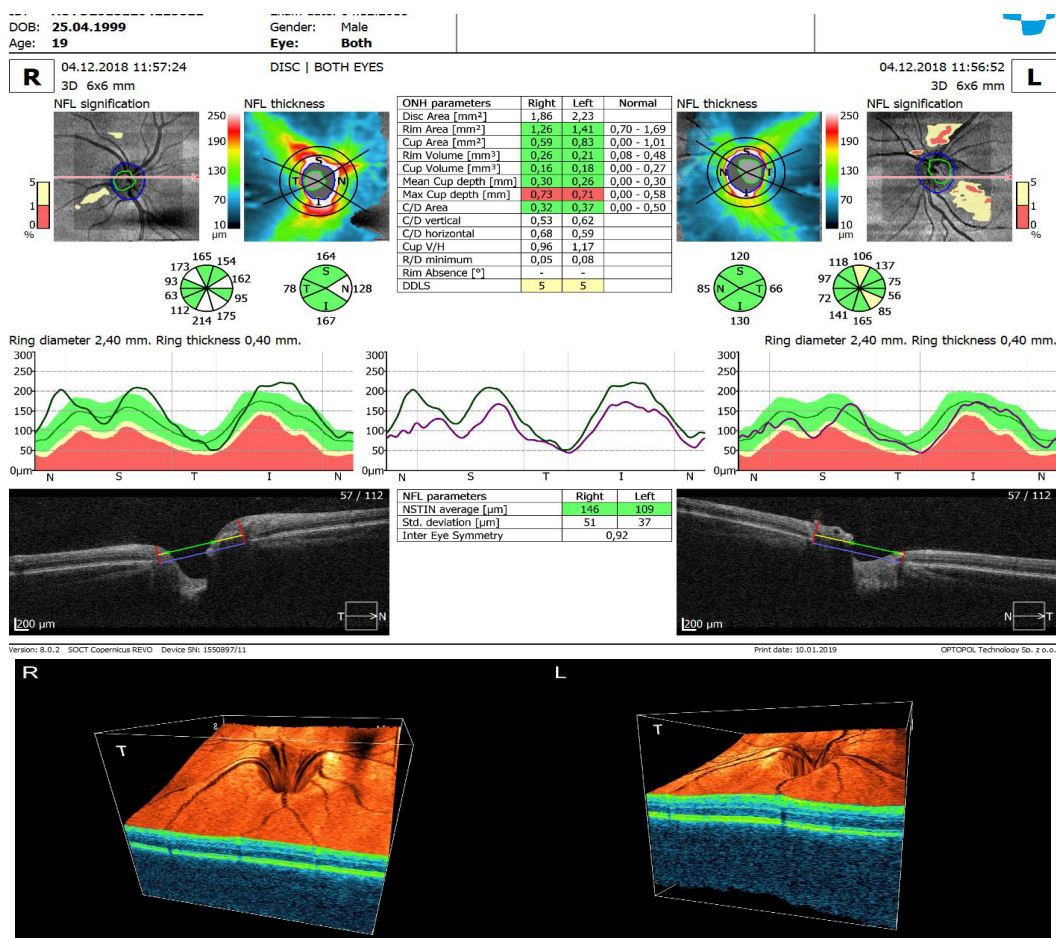 DOB: 25.04.1999 Gender: Male
Age: 19 Eye: Both
R 04.12.2018 11:57:24 DISC | BOTH EYES 04.12.2018 11:56:52 L
3D 6x6 mm 3D 6x6 mm
NFL signification NFL thickness NFL thickness NFL signification
ONH parameters Right Left Normal
Disc Area [mm²] 1,86 2,23
Rim Area [mm²] 1,26 1,41 0,70 - 1,69
Cup Area [mm²] 0,59 0,83 0,00 - 1,01
Rim Volume [mm³] 0,26 0,21 0,08 - 0,48
Cup Volume [mm³] 0,16 0,18 0,00 - 0,27
Mean Cup depth [mm] 0,30 0,26 0,00 - 0,30
Max Cup depth [mm] 0,73 0,71 0,00 - 0,58
C/D Area 0,32 0,37 0,00 - 0,50
C/D vertical 0,53 0,62
C/D horizontal 0,68 0,59
Cup V/H 0,96 1,17
R/D minimum 0,05 0,08
Rim Absence [°] - -
DDLS 5 5
5
1
0
%
250
190
130
70
10
µm
S
T N
I
250
190
130
70
10
µm
S
T N
I
5
1
0
%
165 154
173 162
93 95
63 175
112 214
164
S
78 T N 128
I
167
120
S
85 T N 66
I
130
106 137
118 75
97 56
72 85
141 165
Ring diameter 2,40 mm. Ring thickness 0,40 mm. Ring diameter 2,40 mm. Ring thickness 0,40 mm.
300 300 300
250 250 250
200 200 200
150 150 150
100 100 100
50 50 50
0µm 0µm 0µm
N S T I N N S T I N N S T I N
57 / 112
NFL parameters Right Left
NSTIN average [µm] 146 109
Std. deviation [µm] 51 37
Inter Eye Symmetry 0,92
57 / 112
200 µm T N
200 µm N T
Version: 8.0.2 SOCT Copernicus REVO Device SN: 1550897/11 Print date: 10.01.2019 OPTOPOL Technology Sp. z o.o.
R L
T T